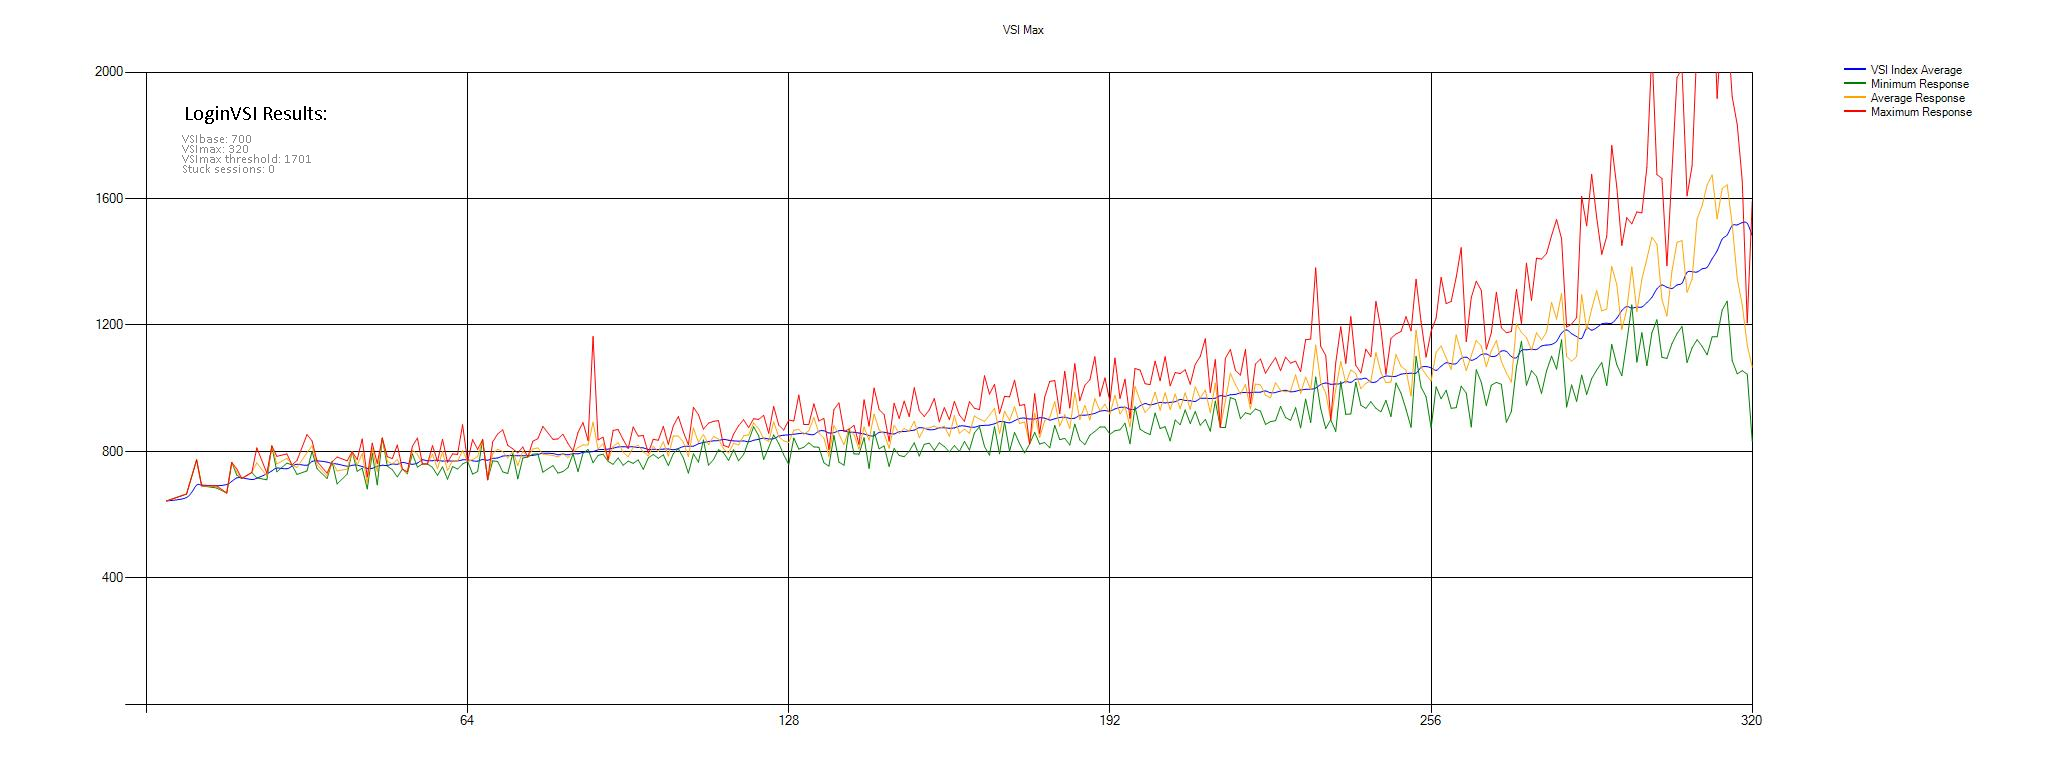 VSI Max
2000
1600
1200
800
400
LoginVSI Results:
VSIbase: 700
VSImax: 320
VSImax threshold: 1701
Stuck sessions: 0
VSI Index Average
Minimum Response
Average Response
Maximum Response
64
128
192
256
320